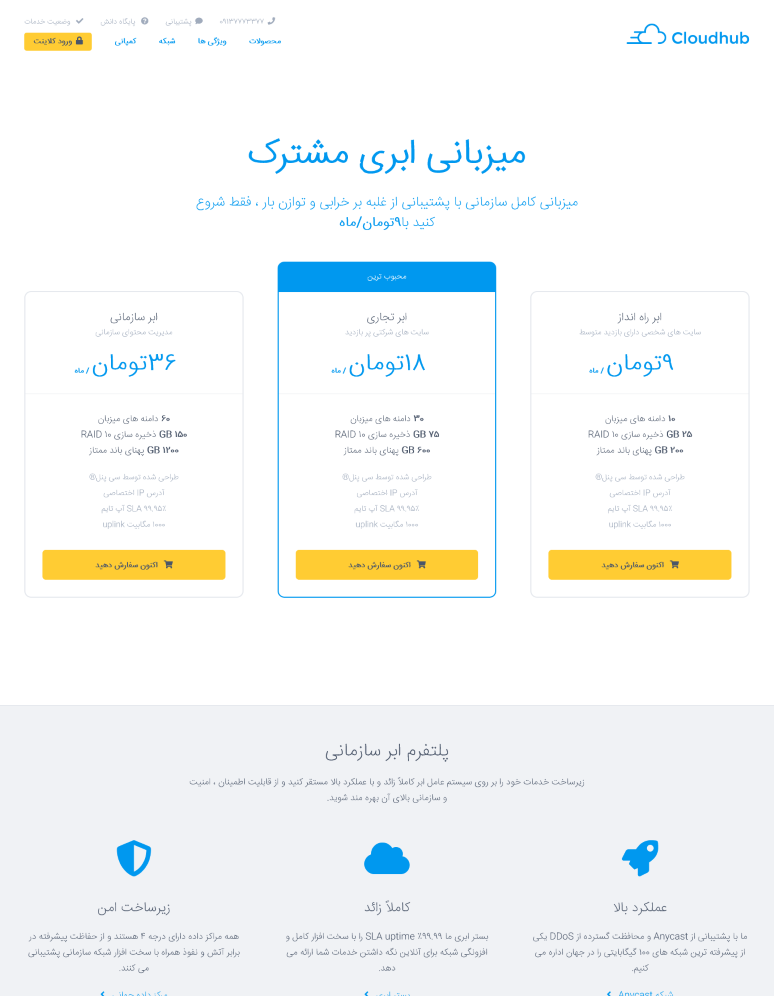 ۰۹۱۳۷۷۷۳۳۷۷
پشتیبانی
پایگاه دانش
وضعیت خدمات
Cloudhub
محصولات
ویژگی ها
شبکه
کمپانی
ورود کلاینت
میزبانی ابری مشترک
میزبانی کامل سازمانی با پشتیبانی از غلبه بر خرابی و توازن بار ، فقط شروع
کنید با۹تومان/ماه
محبوب ترین
ابر راه انداز
سایت های شخصی دارای بازدید متوسط
۹تومان / ماه
۱۰ دامنه های میزبان
۲۵ GB ذخیره سازی RAID ۱۰
۲۰۰ GB پهنای باند ممتاز
طراحی شده توسط سی پنل®
آدرس IP اختصاصی
۹۹.۹۵٪ SLA آپ تایم
۱۰۰۰ مگابیت uplink
اکنون سفارش دهید
ابر تجاری
سایت های شرکتی پر بازدید
۱۸تومان / ماه
۳۰ دامنه های میزبان
۷۵ GB ذخیره سازی RAID ۱۰
۶۰۰ GB پهنای باند ممتاز
طراحی شده توسط سی پنل®
آدرس IP اختصاصی
۹۹.۹۵٪ SLA آپ تایم
۱۰۰۰ مگابیت uplink
اکنون سفارش دهید
ابر سازمانی
مدیریت محتوای سازمانی
۳۶تومان / ماه
۶۰ دامنه های میزبان
۱۵۰ GB ذخیره سازی RAID ۱۰
۱۲۰۰ GB پهنای باند ممتاز
طراحی شده توسط سی پنل®
آدرس IP اختصاصی
۹۹.۹۵٪ SLA آپ تایم
۱۰۰۰ مگابیت uplink
اکنون سفارش دهید
پلتفرم ابر سازمانی
زیرساخت خدمات خود را بر روی سیستم عامل ابر کاملاً زائد و با عملکرد بالا مستقر کنید و از قابلیت اطمینان ، امنیت
و سازمانی بالای آن بهره مند شوید.
عملکرد بالا
ما با پشتیبانی از Anycast و محافظت گسترده از DDoS یکی
از پیشرفته ترین شبکه های ۱۰۰ گیگابایتی را در جهان اداره می
کنیم.
شبکه Anycast
کاملاً زائد
بستر ابری ما ۹۹.۹۹٪ SLA uptime را با سخت افزار کامل و
افزونگی شبکه برای آنلاین نگه داشتن خدمات شما ارائه می
دهد.
بستر ابری
زیرساخت امن
همه مراکز داده دارای درجه ۴ هستند و از حفاظت پیشرفته در
برابر آتش و نفوذ همراه با سخت افزار شبکه سازمانی پشتیبانی
می کنند.
مرکز داده جهانی